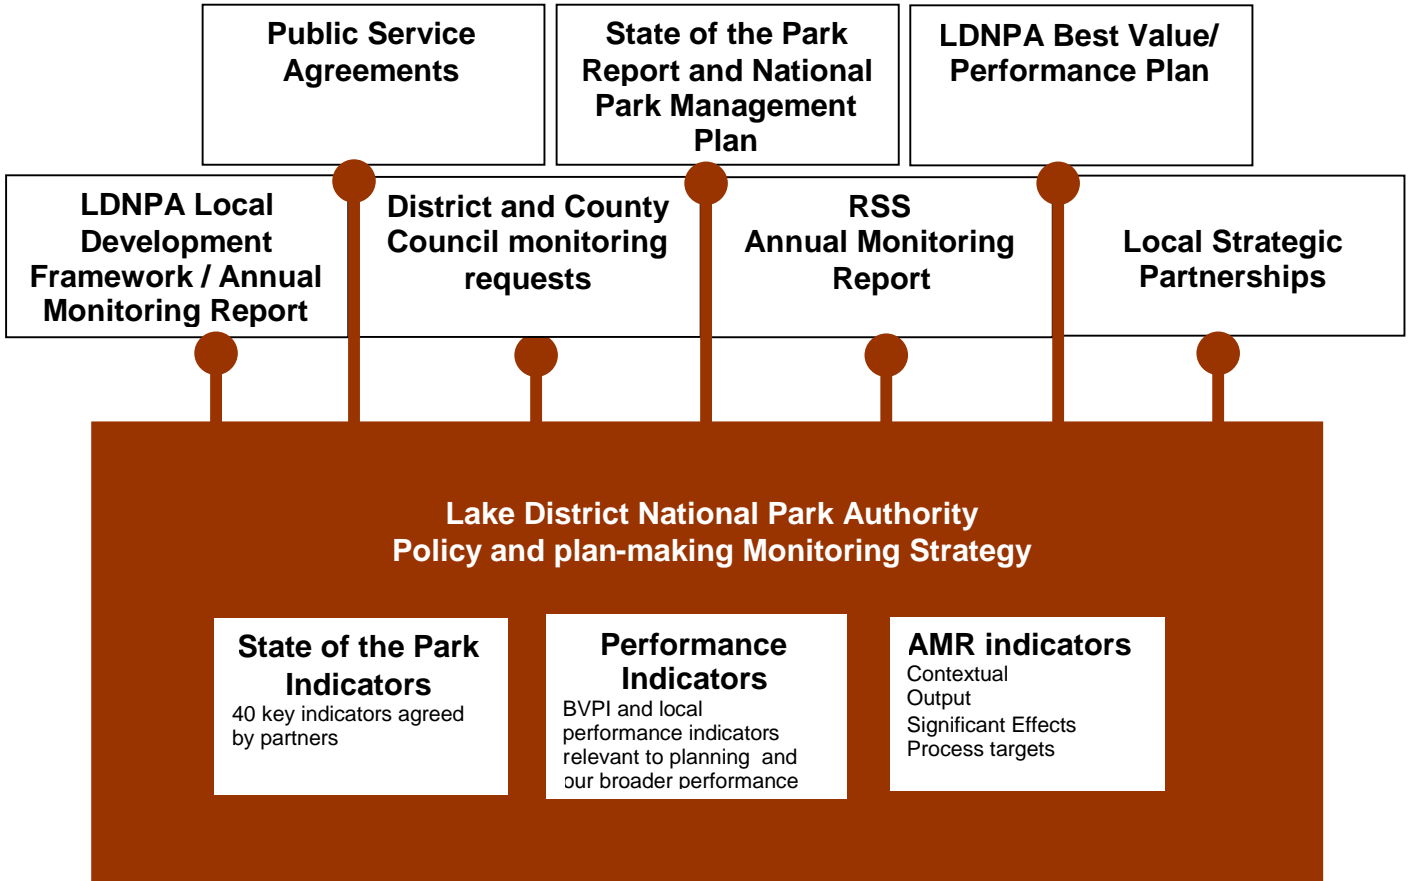 Public Service
Agreements
State of the Park
Report and National
Park Management
Plan
LDNPA Best Value/
Performance Plan
LDNPA Local
Development
Framework / Annual
Monitoring Report
District and County
Council monitoring
requests
RSS
Annual Monitoring
Report
Local Strategic
Partnerships
Lake District National Park Authority
Policy and plan-making Monitoring Strategy
State of the Park
Indicators
40 key indicators agreed
by partners
Performance
Indicators
BVPI and local
performance indicators
relevant to planning and
our broader performance
AMR indicators
Contextual
Output
Significant Effects
Process targets